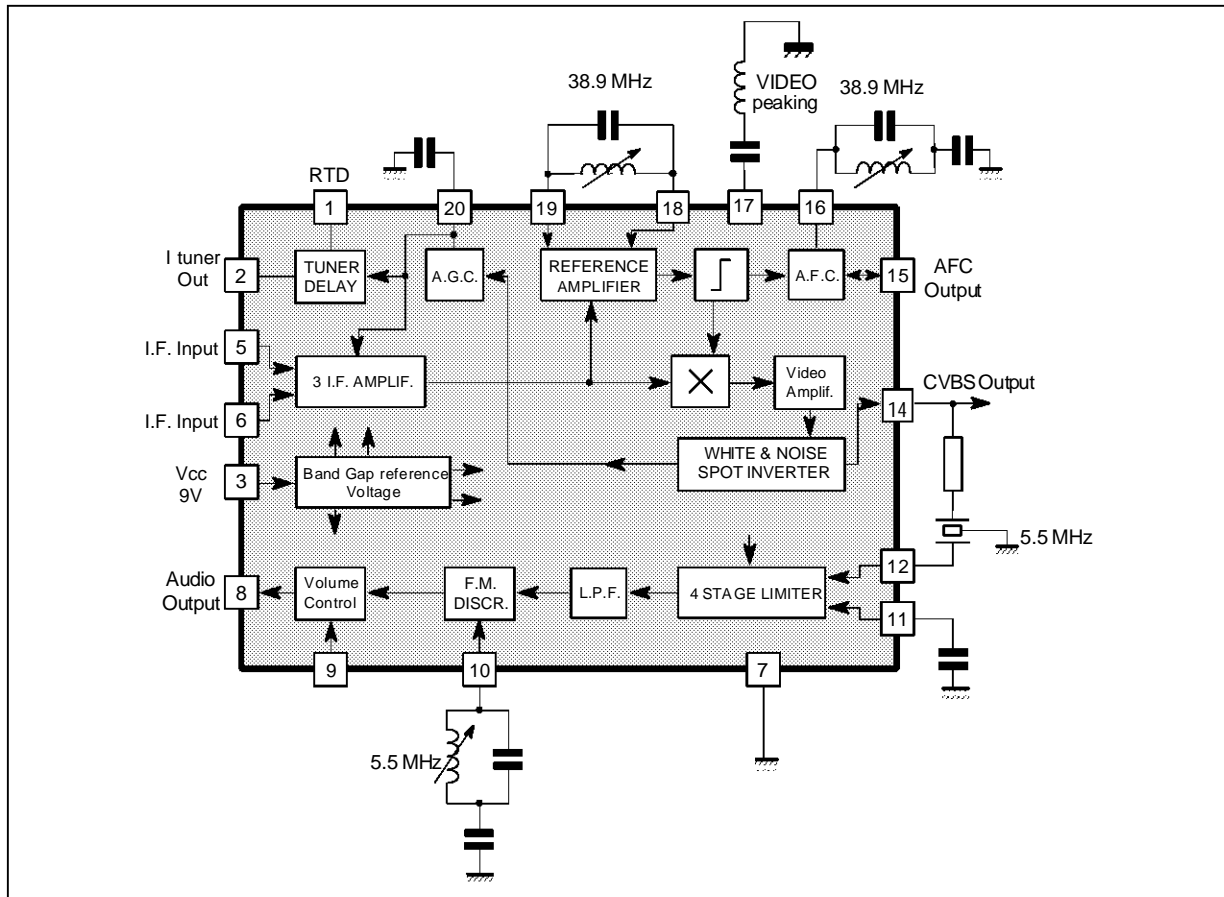 VIDEO
peaking
38.9 MHz
38.9 MHz
RTD
1
20
19
18
17
16
I tuner
Out
2
TUNER
DELAY
A.G.C.
REFERENCE
AMPLIFIER
A.F.C.
15
AFC
Output
I.F. Input
5
3 I.F. AMPLIF.
Video
Amplif.
CVBS Output
14
I.F. Input
6
WHITE & NOISE
SPOT INVERTER
Vcc
9V
3
Band Gap reference
Voltage
5.5 MHz
12
Audio
Output
8
Volume
Control
F.M.
DISCR.
L.P.F.
4 STAGE LIMITER
11
9
10
7
5.5 MHz